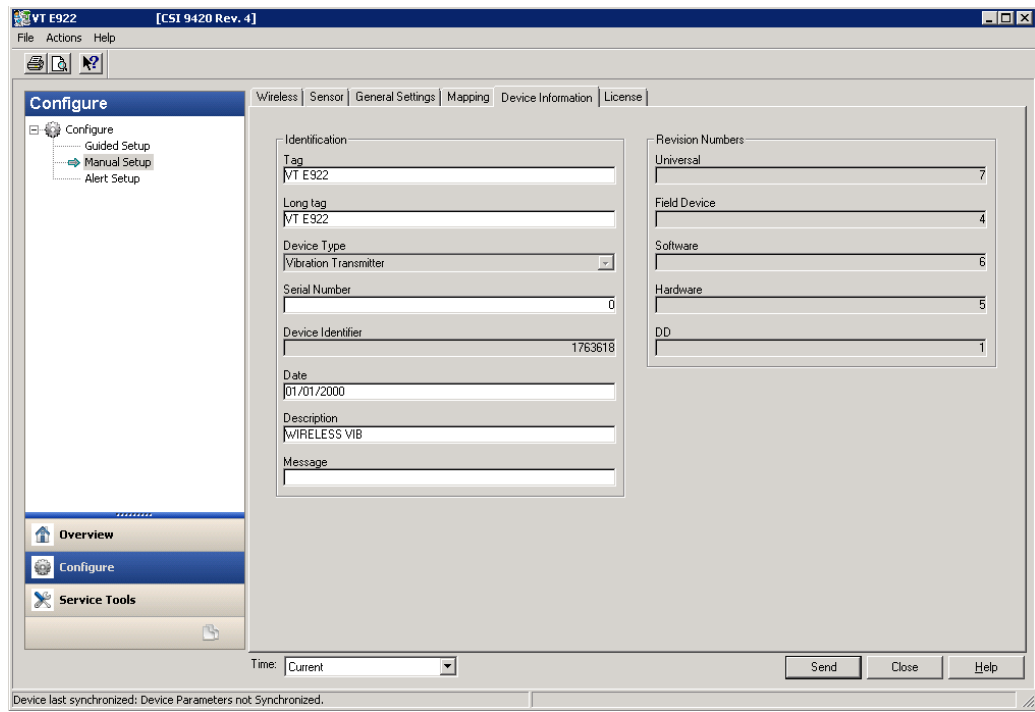 VT E922 [CSI 9420 Rev. 4]
File Actions Help
Configure
Configure
Guided Setup
Manual Setup
Alert Setup
Overview
Configure
Service Tools
Wireless Sensor General Settings Mapping Device Information License
Identification
Tag
VT E922
Long tag
VT E922
Device Type
Vibration Transmitter
Serial Number
0
Device Identifier
1763618
Date
01/01/2000
Description
WIRELESS VIB
Message
Revision Numbers
Universal
7
Field Device
4
Software
6
Hardware
5
DD
1
Time: Current
Send Close Help
Device last synchronized: Device Parameters not Synchronized.